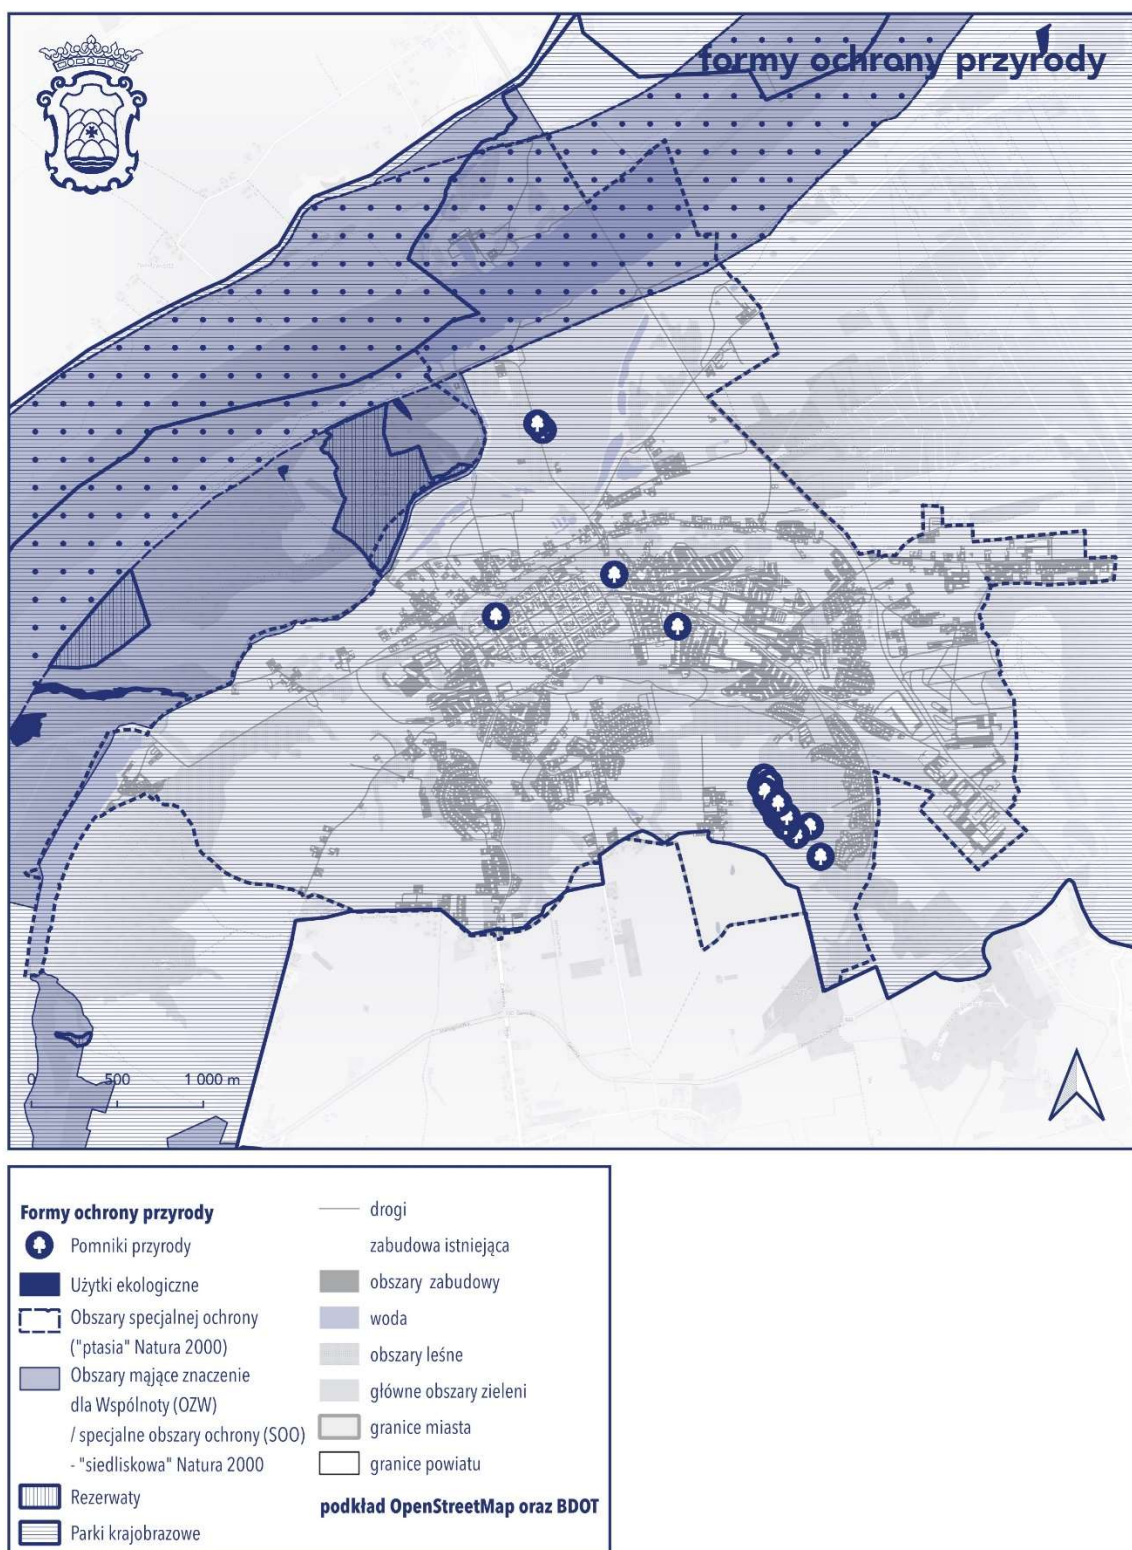 formy ochrony przyrody
0 500 1 000 m
Formy ochrony przyrody
Pomniki przyrody
Użytki ekologiczne
Obszary specjalnej ochrony
("ptasia" Natura 2000)
Obszary mające znaczenie
dla Wspólnoty (OZW)
/ specjalne obszary ochrony (SOO)
- "siedliskowa" Natura 2000
Rezerwaty
Parki krajobrazowe
drogi
zabudowa istniejąca
obszary zabudowy
woda
obszary leśne
główne obszary zieleni
granice miasta
granice powiatu
podkład OpenStreetMap oraz BDOT